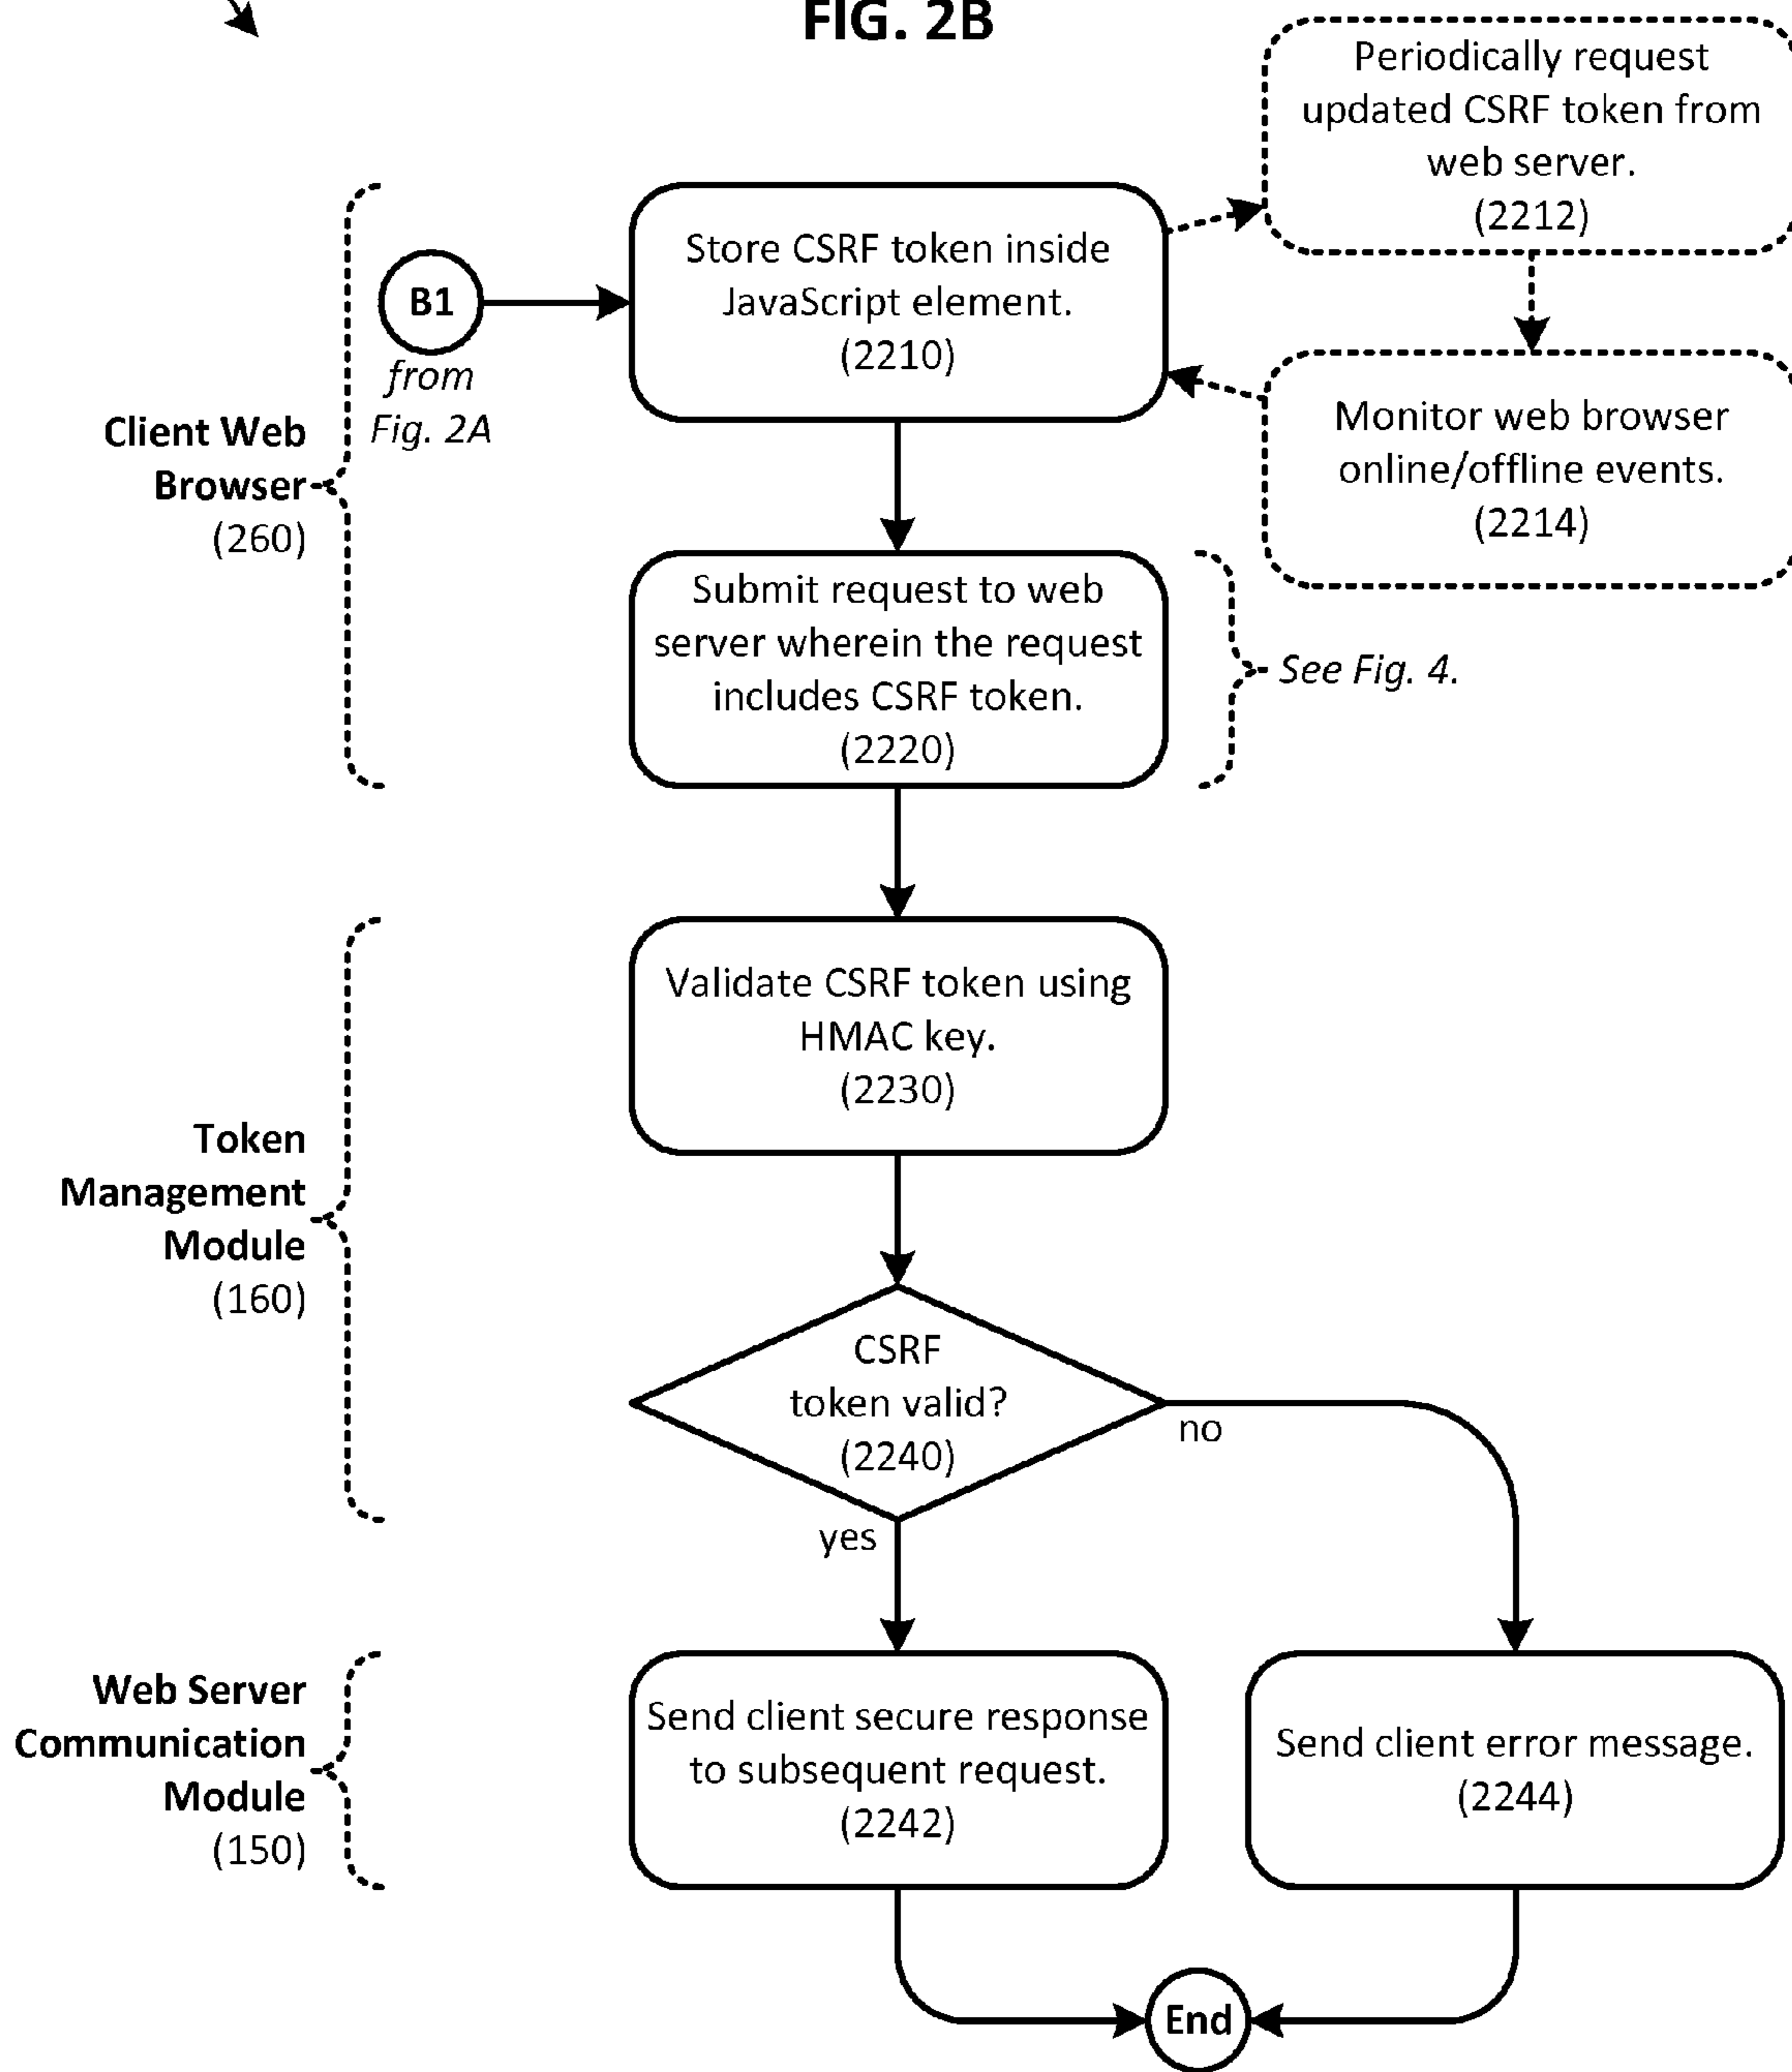 FIG. 2B
Periodically request
updated CSRF token from
web server.
(2212)
Store CSRF token inside
JavaScript element.
(2210)
B1
from
Fig. 2A
Monitor web browser
online/offline events.
(2214)
Client Web
Browser
(260)
Submit request to web
server wherein the request
includes CSRF token.
(2220)
See Fig. 4.
Validate CSRF token using
HMAC key.
(2230)
Token
Management
Module
(160)
CSRF
token valid?
(2240)
no
yes
Web Server
Communication
Module
(150)
Send client secure response
to subsequent request.
(2242)
Send client error message.
(2244)
End